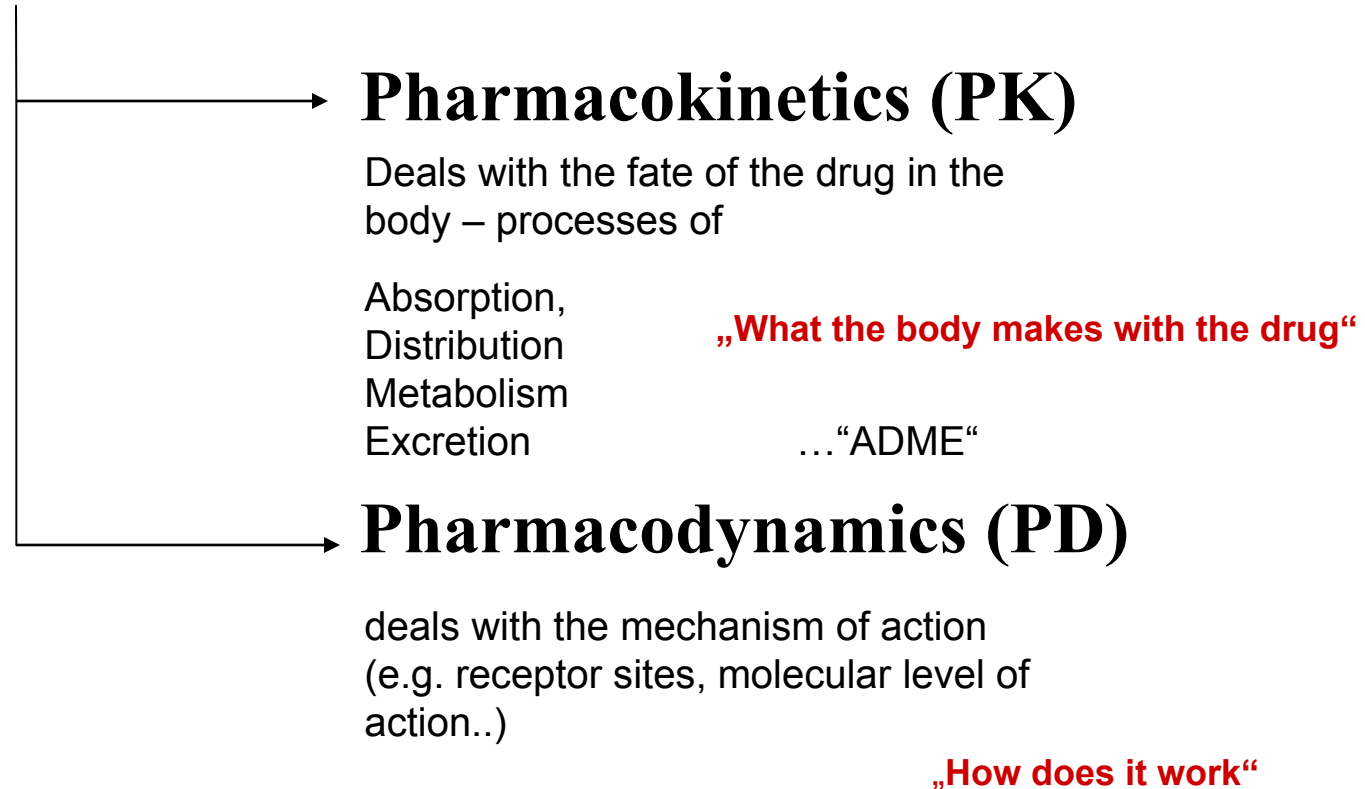 Pharmacokinetics (PK)
Deals with the fate of the drug in the
body – processes of
Absorption,
Distribution
„What the body makes with the drug“
Metabolism
Excretion …“ADME“
Pharmacodynamics (PD)
deals with the mechanism of action
(e.g. receptor sites, molecular level of
action..)
„How does it work“